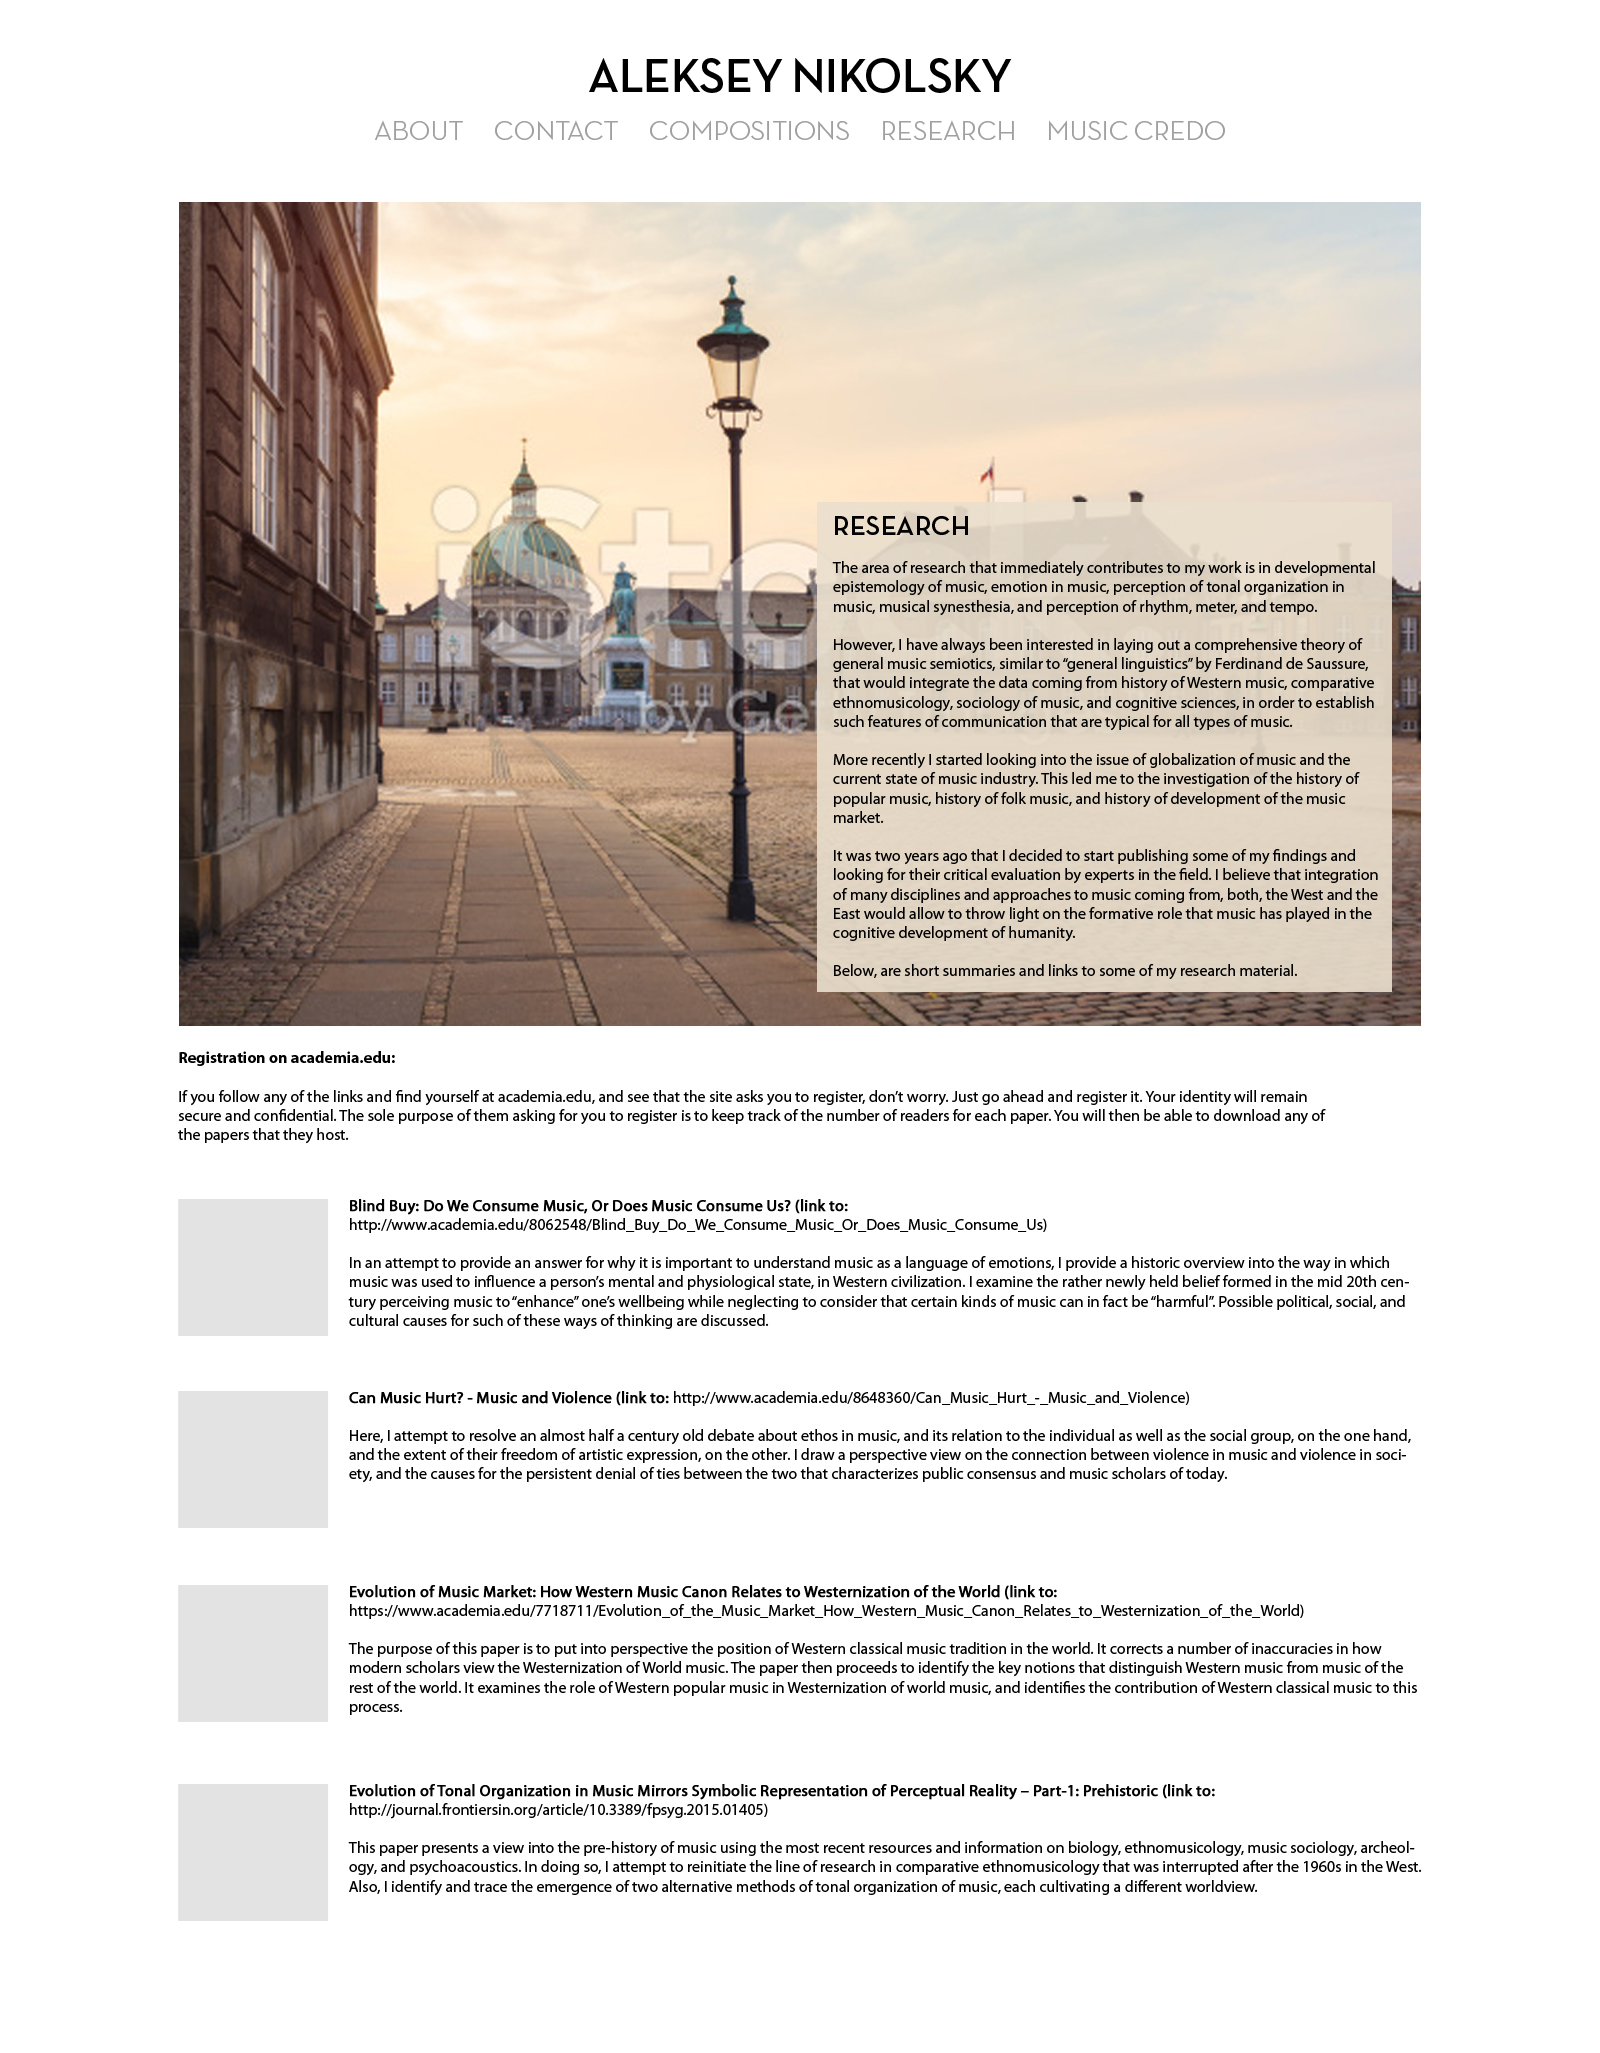 ALEKSEY NIKOLSKY
ABOUT CONTACT COMPOSITIONS RESEARCH MUSIC CREDO
iStock
by Ge
RESEARCH
The area of research that immediately contributes to my work is in developmental
epistemology of music, emotion in music, perception of tonal organization in
music, musical synesthesia, and perception of rhythm, meter, and tempo.
However, I have always been interested in laying out a comprehensive theory of
general music semiotics, similar to “general linguistics” by Ferdinand de Saussure,
that would integrate the data coming from history of Western music, comparative
ethnomusicology, sociology of music, and cognitive sciences, in order to establish
such features of communication that are typical for all types of music.
More recently I started looking into the issue of globalization of music and the
current state of music industry. This led me to the investigation of the history of
popular music, history of folk music, and history of development of the music
market.
It was two years ago that I decided to start publishing some of my findings and
looking for their critical evaluation by experts in the field. I believe that integration
of many disciplines and approaches to music coming from, both, the West and the
East would allow to throw light on the formative role that music has played in the
cognitive development of humanity.
Below, are short summaries and links to some of my research material.
Registration on academia.edu:
If you follow any of the links and find yourself at academia.edu, and see that the site asks you to register, don’t worry. Just go ahead and register it. Your identity will remain
secure and confidential. The sole purpose of them asking for you to register is to keep track of the number of readers for each paper. You will then be able to download any of
the papers that they host.
Blind Buy: Do We Consume Music, Or Does Music Consume Us? (link to:
http://www.academia.edu/8062548/Blind_Buy_Do_We_Consume_Music_Or_Does_Music_Consume_Us)
In an attempt to provide an answer for why it is important to understand music as a language of emotions, I provide a historic overview into the way in which
music was used to influence a person’s mental and physiological state, in Western civilization. I examine the rather newly held belief formed in the mid 20th cen-
tury perceiving music to “enhance” one’s wellbeing while neglecting to consider that certain kinds of music can in fact be “harmful”. Possible political, social, and
cultural causes for such of these ways of thinking are discussed.
Can Music Hurt? - Music and Violence (link to: http://www.academia.edu/8648360/Can_Music_Hurt_-_Music_and_Violence)
Here, I attempt to resolve an almost half a century old debate about ethos in music, and its relation to the individual as well as the social group, on the one hand,
and the extent of their freedom of artistic expression, on the other. I draw a perspective view on the connection between violence in music and violence in soci-
ety, and the causes for the persistent denial of ties between the two that characterizes public consensus and music scholars of today.
Evolution of Music Market: How Western Music Canon Relates to Westernization of the World (link to:
https://www.academia.edu/7718711/Evolution_of_the_Music_Market_How_Western_Music_Canon_Relates_to_Westernization_of_the_World)
The purpose of this paper is to put into perspective the position of Western classical music tradition in the world. It corrects a number of inaccuracies in how
modern scholars view the Westernization of World music. The paper then proceeds to identify the key notions that distinguish Western music from music of the
rest of the world. It examines the role of Western popular music in Westernization of world music, and identifies the contribution of Western classical music to this
process.
Evolution of Tonal Organization in Music Mirrors Symbolic Representation of Perceptual Reality – Part-1: Prehistoric (link to:
http://journal.frontiersin.org/article/10.3389/fpsyg.2015.01405)
This paper presents a view into the pre-history of music using the most recent resources and information on biology, ethnomusicology, music sociology, archeol-
ogy, and psychoacoustics. In doing so, I attempt to reinitiate the line of research in comparative ethnomusicology that was interrupted after the 1960s in the West.
Also, I identify and trace the emergence of two alternative methods of tonal organization of music, each cultivating a different worldview.